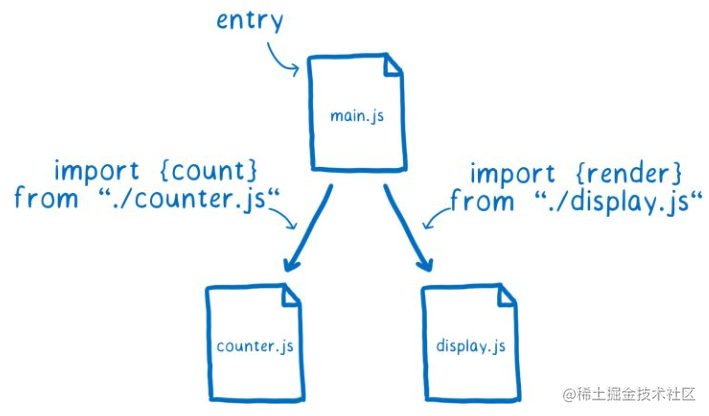 entry
main.js
import {count}
from “./counter.js“
import {render}
from “./display.js“
counter.js
display.js
@稀土掘金技术社区